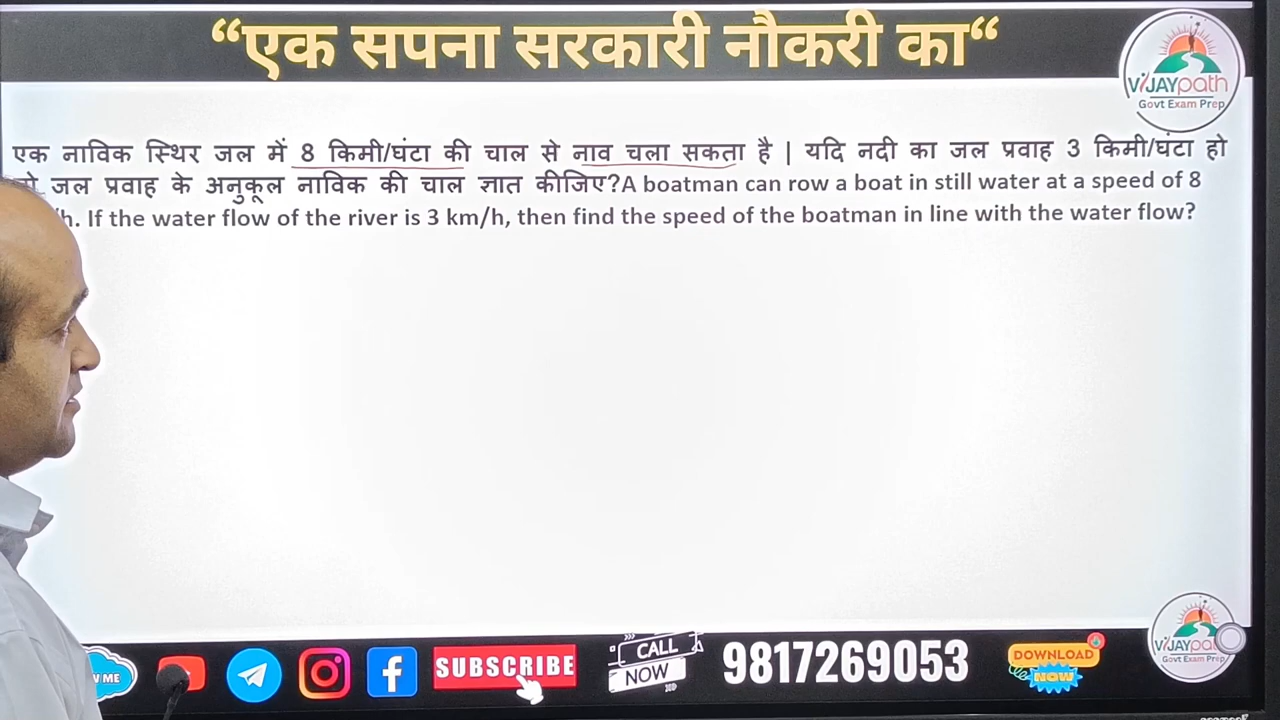 “एक सपना सरकारी नौकरी का“
VIJAYpath
Govt Exam Prep
एक नाविक स्थिर जल में 8 किमी/घंटा की चाल से नाव चला सकता है | यदि नदी का जल प्रवाह 3 किमी/घंटा हो
जल प्रवाह के अनुकूल नाविक की चाल ज्ञात कीजिए?A boatman can row a boat in still water at a speed of 8
/h. If the water flow of the river is 3 km/h, then find the speed of the boatman in line with the water flow?
ME
SUBSCRIBE
CALL
NOW
9817269053
DOWNLOAD
NOW
VIJAYpath
Govt Exam Prep